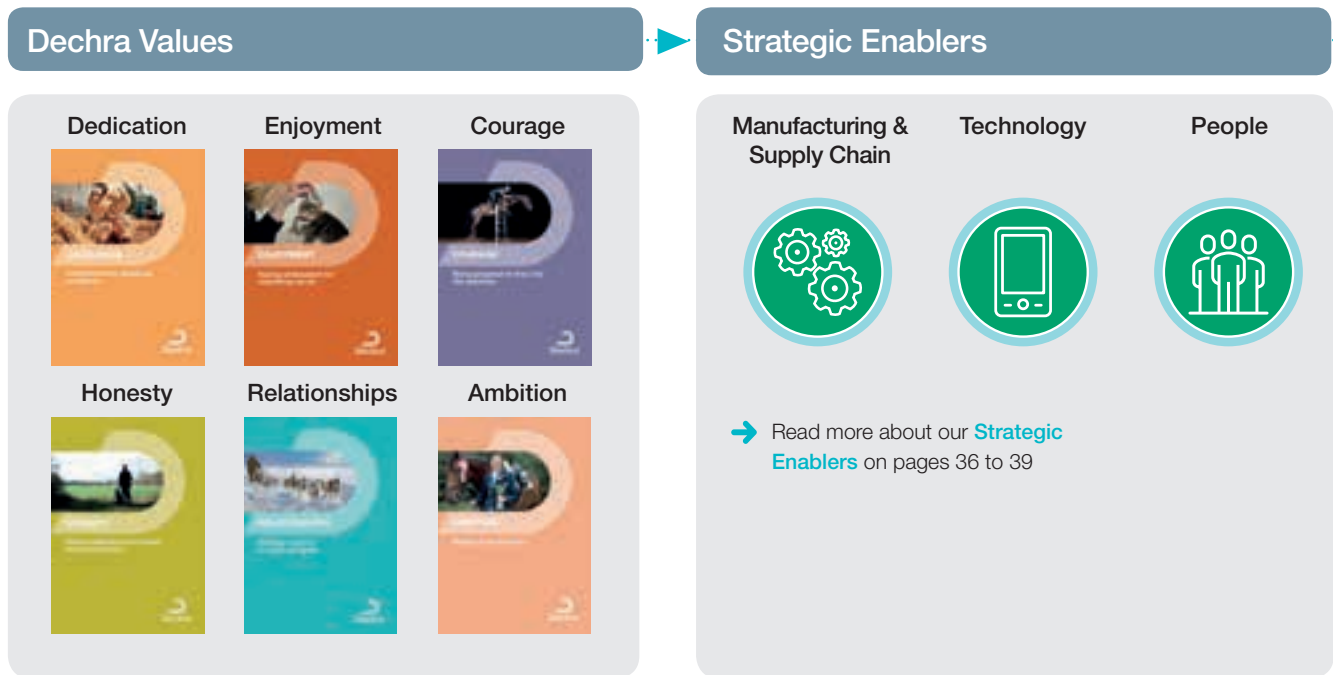 Dechra Values
Strategic Enablers
Dedication
Enjoyment
Courage
Honesty
Relationships
Ambition
Manufacturing &
Supply Chain
Technology
People
Read more about our Strategic
Enablers on pages 36 to 39